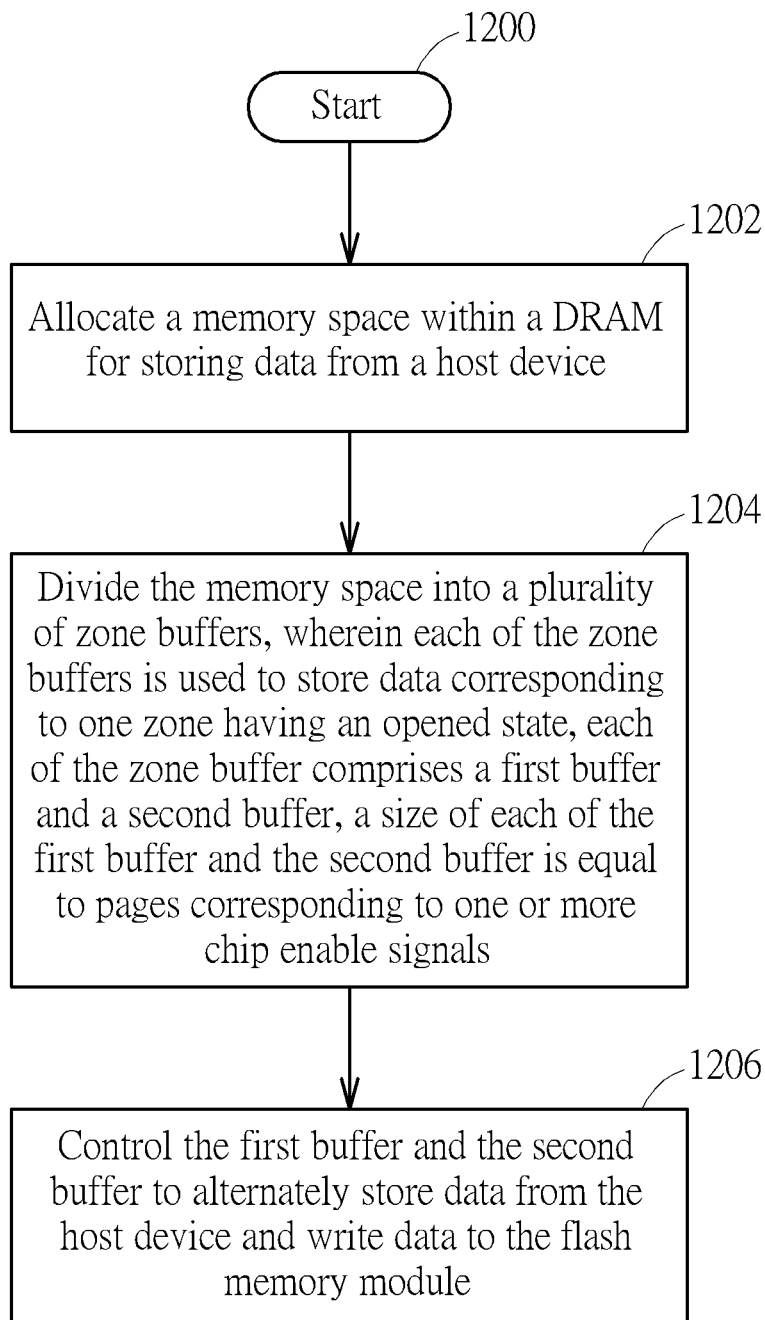 1200
Start
1202
Allocate a memory space within a DRAM
for storing data from a host device
1204
Divide the memory space into a plurality
of zone buffers, wherein each of the zone
buffers is used to store data corresponding
to one zone having an opened state, each
of the zone buffer comprises a first buffer
and a second buffer, a size of each of the
first buffer and the second buffer is equal
to pages corresponding to one or more
chip enable signals
1206
Control the first buffer and the second
buffer to alternately store data from the
host device and write data to the flash
memory module